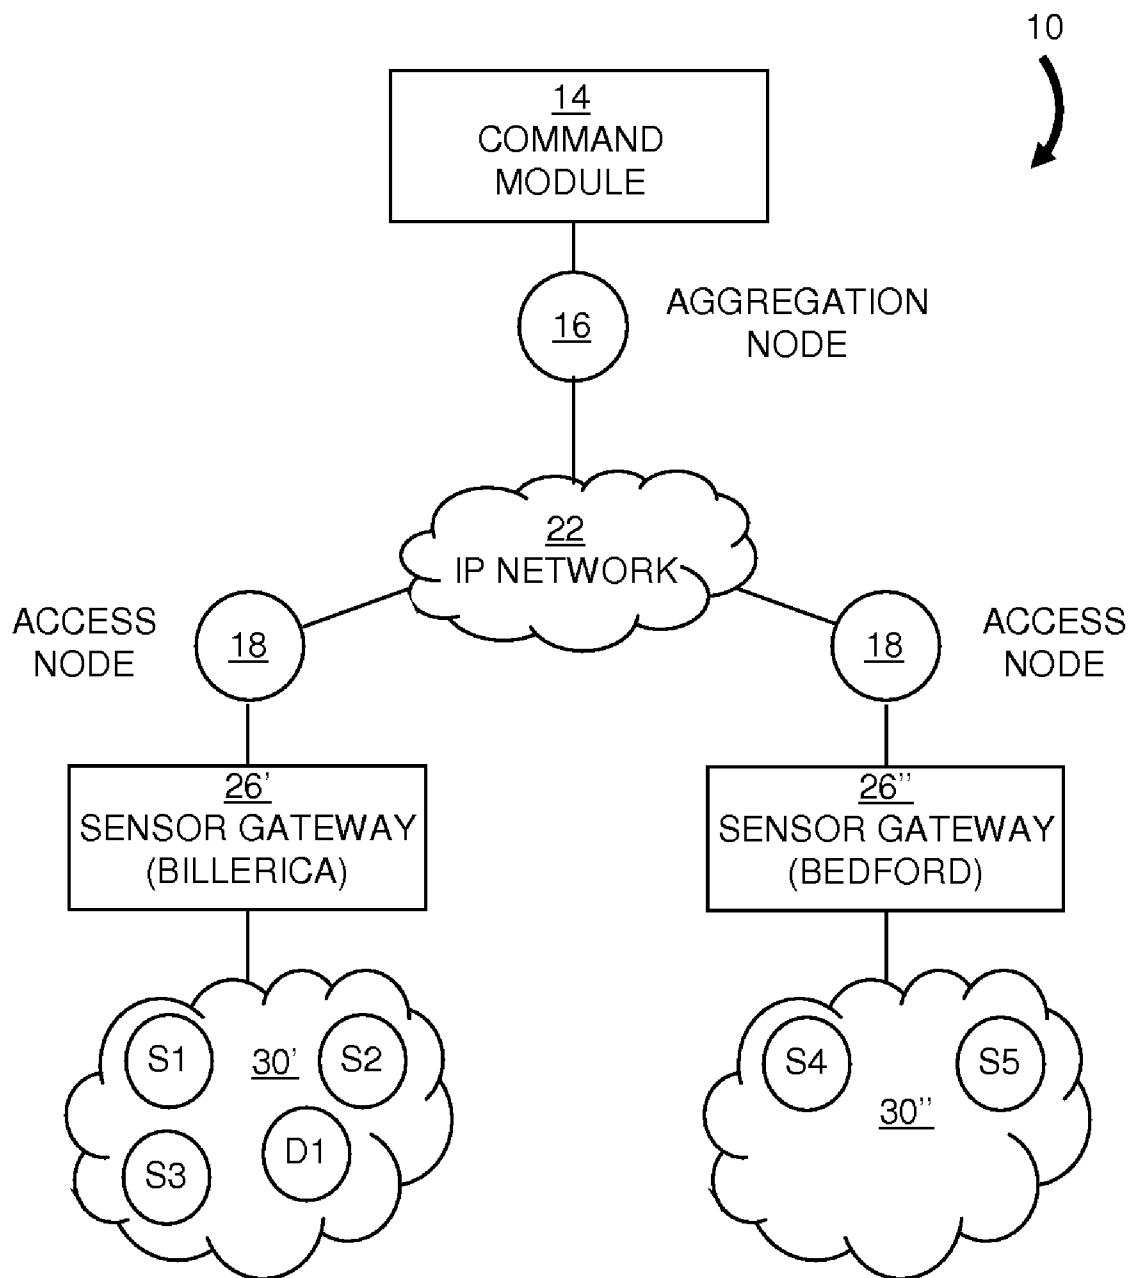 10
14
COMMAND
MODULE
16
AGGREGATION
NODE
22
IP NETWORK
ACCESS
NODE
18
18
ACCESS
NODE
26'
SENSOR GATEWAY
(BILLERICA)
26''
SENSOR GATEWAY
(BEDFORD)
S1
30'
S2
S3
D1
S4
S5
30''